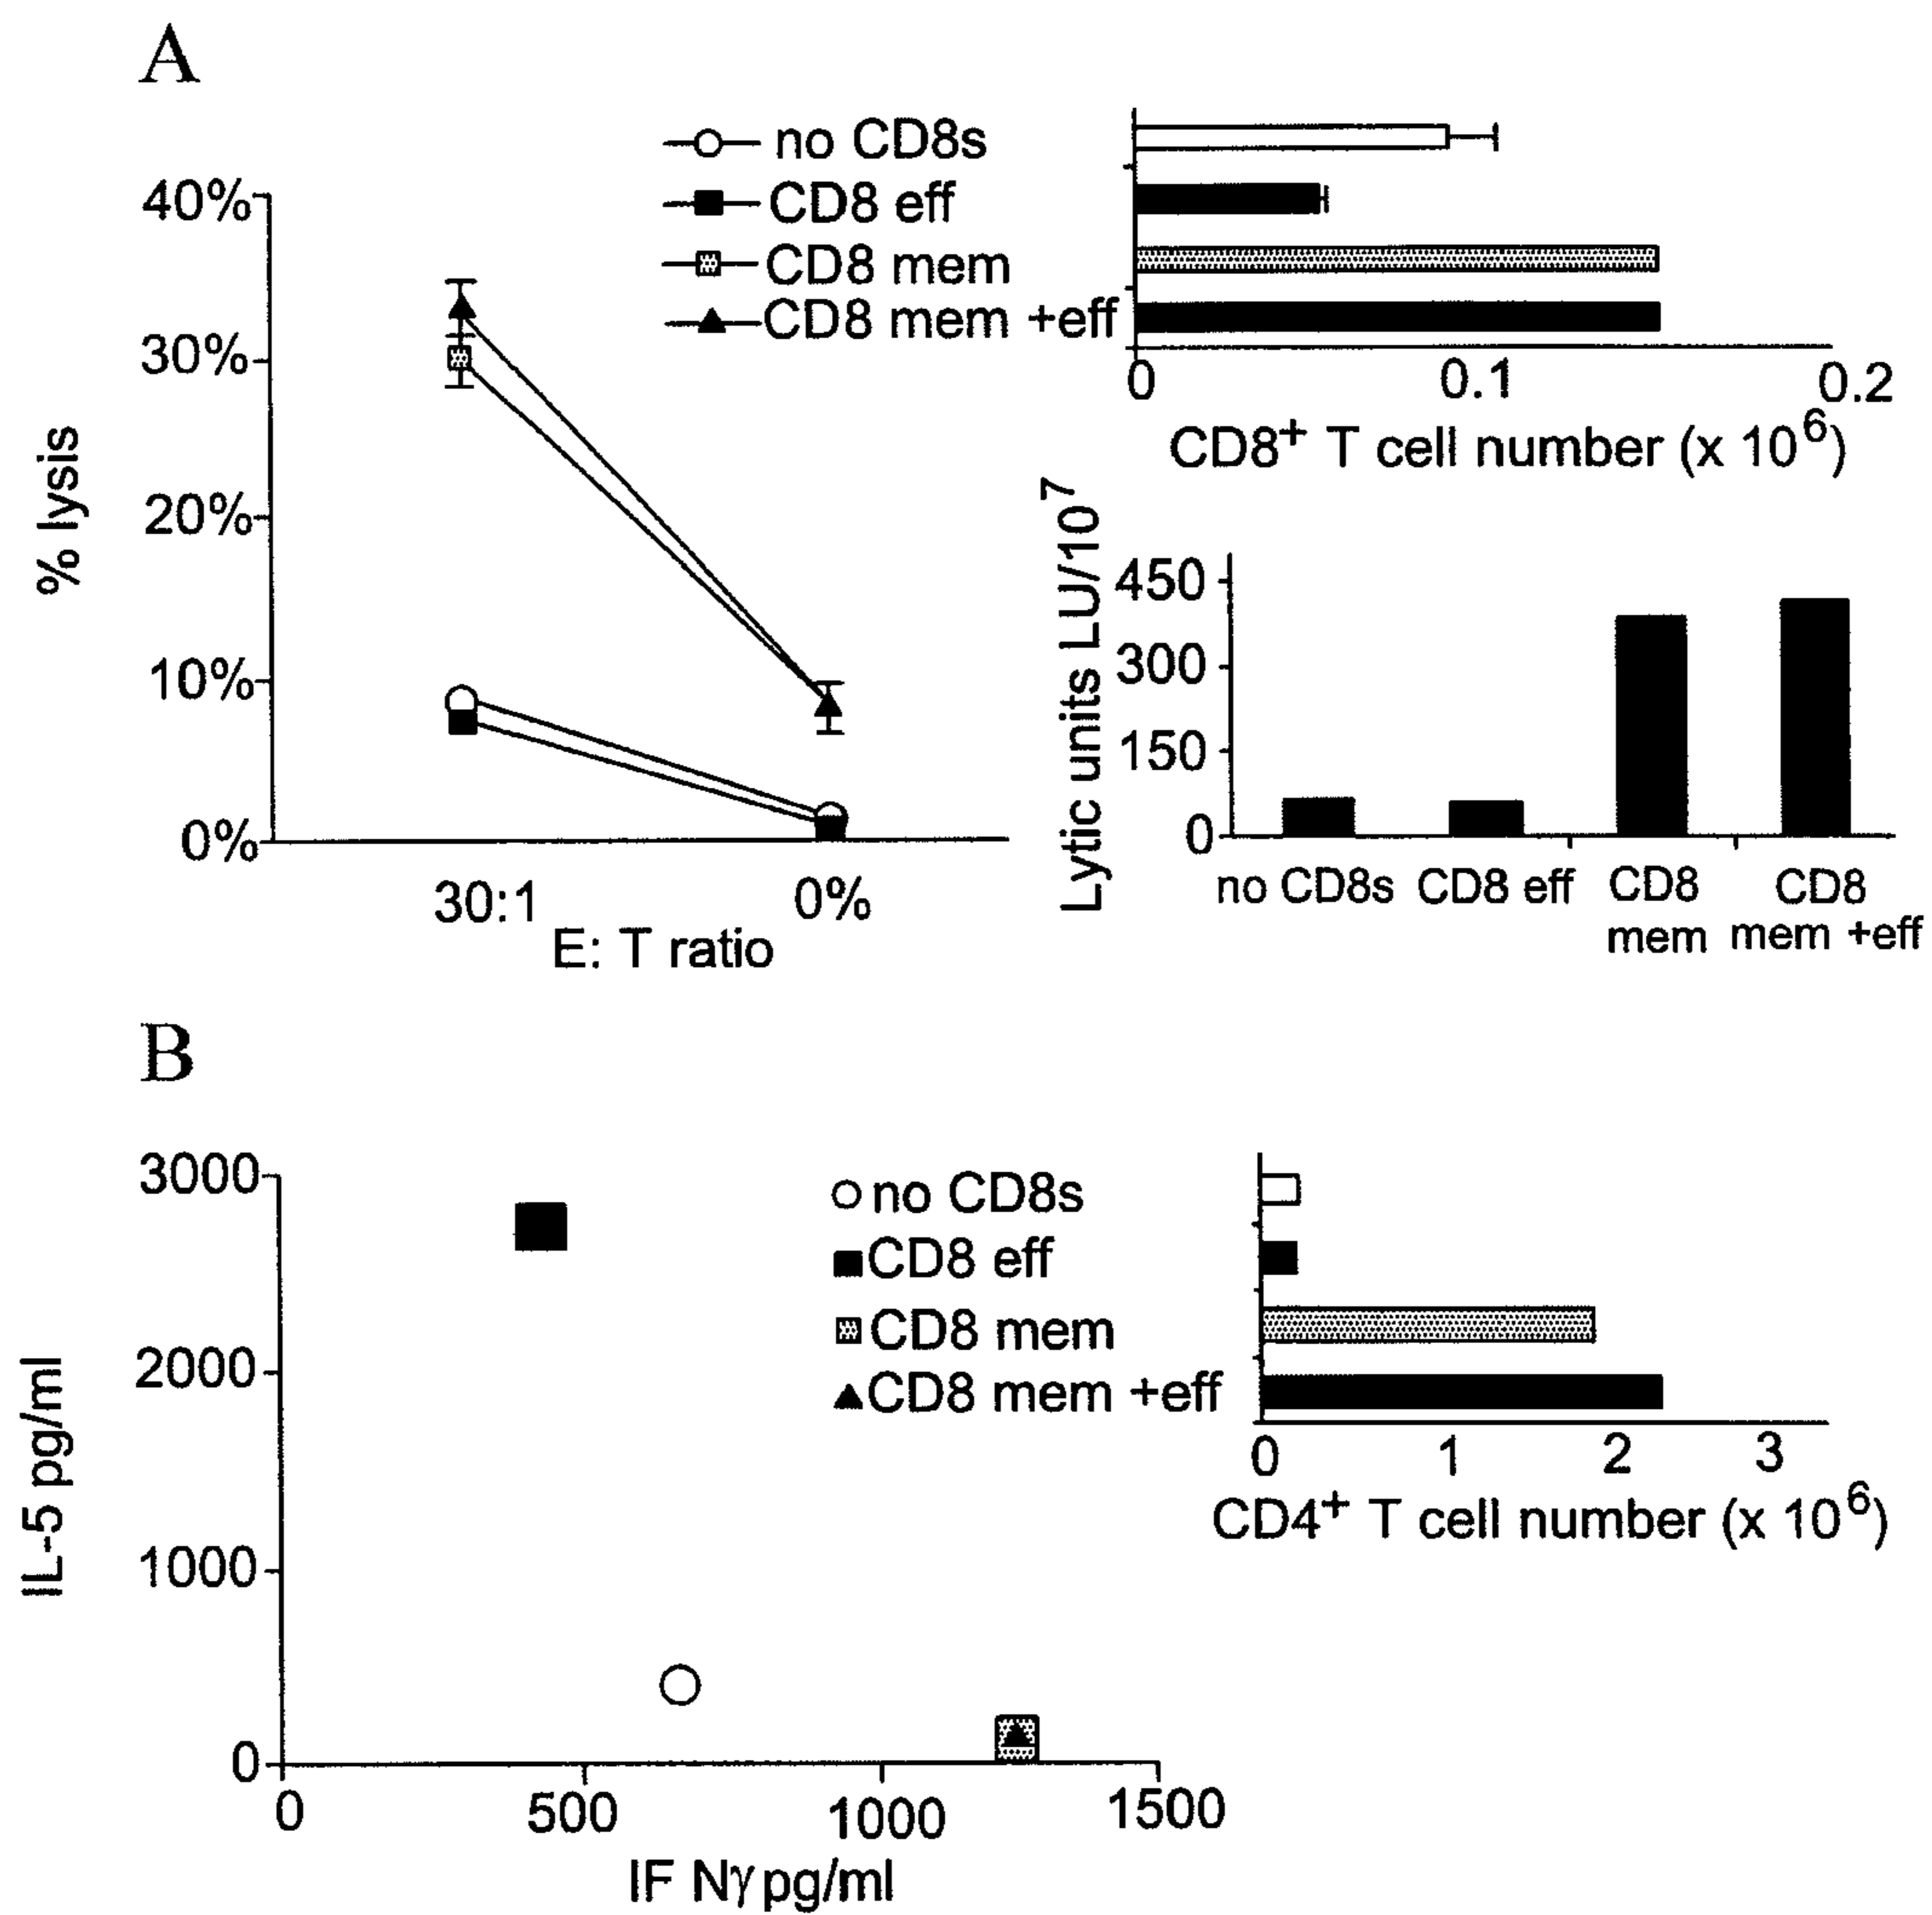 A
no CD8s
CD8 eff
CD8 mem
CD8 mem +eff
40%
30%
20%
10%
0%
% lysis
30:1
0%
E: T ratio
0
0.1
0.2
CD8+ T cell number (x 10^6)
Lytic units LU/10^7
450
300
150
0
no CD8s
CD8 eff
CD8
mem
CD8
mem +eff
B
3000
2000
1000
0
IL-5 pg/ml
0
500
1000
1500
IF Nγ pg/ml
no CD8s
CD8 eff
CD8 mem
CD8 mem +eff
0
1
2
3
CD4+ T cell number (x 10^6)